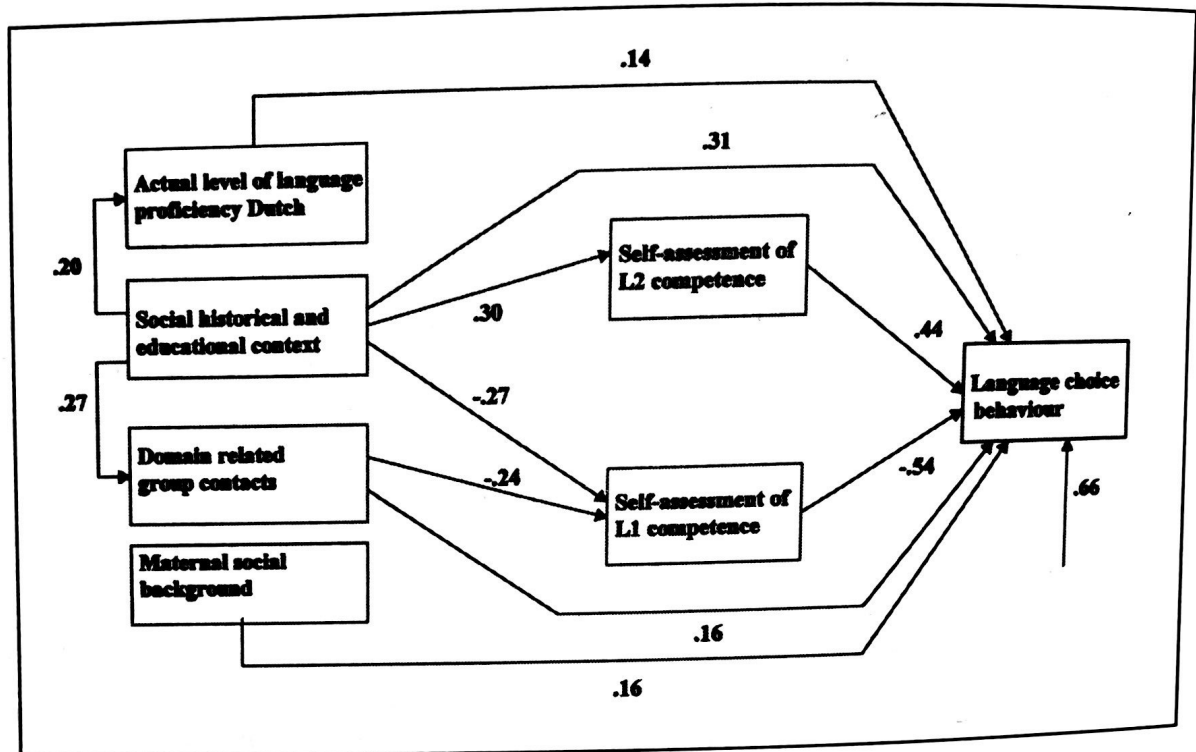 .14
.31
Actual level of language
proficiency Dutch
.20
Self-assessment of
L2 competence
Social historical and
educational context
.30
.44
Language choice
behaviour
.27
-.27
Domain related
group contacts
-.24
-.54
Self-assessment of
L1 competence
.66
Maternal social
background
.16
.16